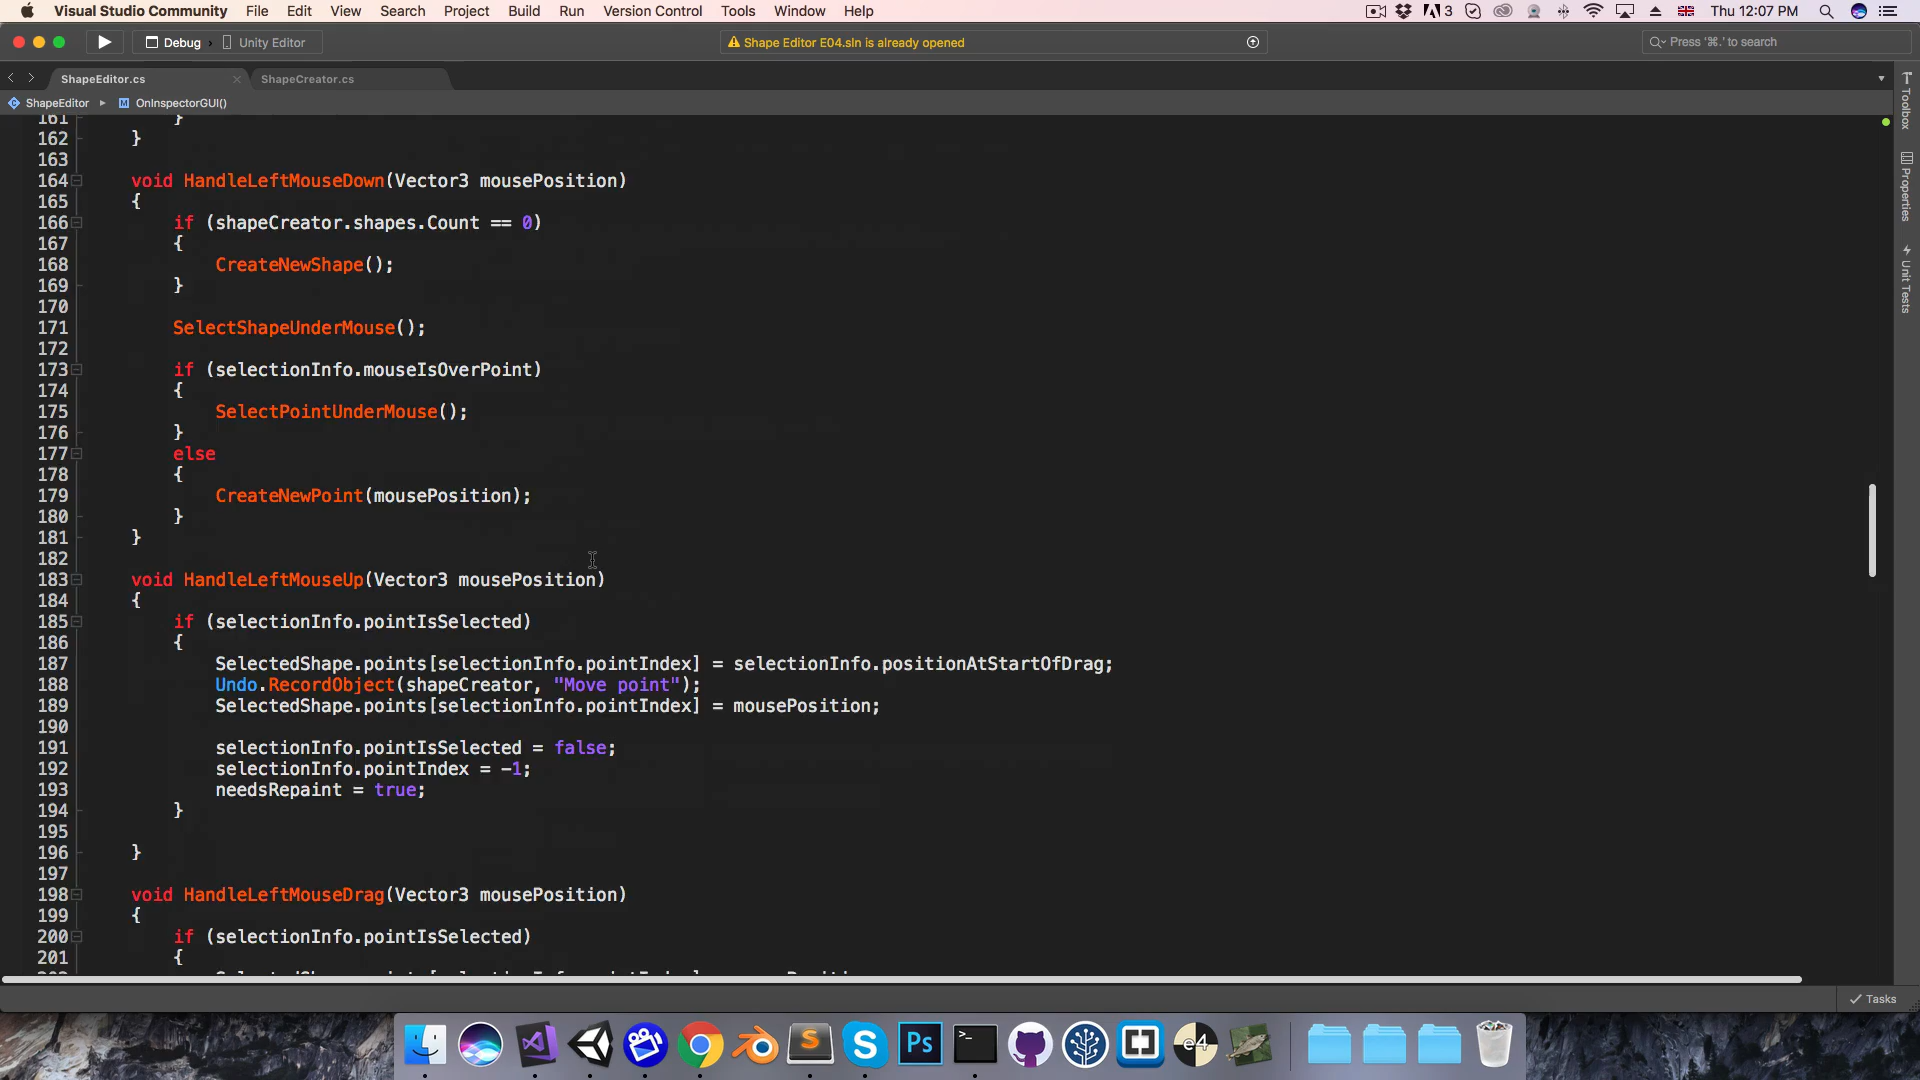 Visual Studio Community File Edit View Search Project Build Run Version Control Tools Window Help 3 Thu 12:07 PM
Debug Unity Editor Shape Editor E04.sln is already opened Press '⌘.' to search
ShapeEditor.cs ShapeCreator.cs
ShapeEditor OnInspectorGUI()
161 }
162 }
163
164 void HandleLeftMouseDown(Vector3 mousePosition)
165 {
166 if (shapeCreator.shapes.Count == 0)
167 {
168 CreateNewShape();
169 }
170
171 SelectShapeUnderMouse();
172
173 if (selectionInfo.mouseIsOverPoint)
174 {
175 SelectPointUnderMouse();
176 }
177 else
178 {
179 CreateNewPoint(mousePosition);
180 }
181 }
182
183 void HandleLeftMouseUp(Vector3 mousePosition)
184 {
185 if (selectionInfo.pointIsSelected)
186 {
187 SelectedShape.points[selectionInfo.pointIndex] = selectionInfo.positionAtStartOfDrag;
188 Undo.RecordObject(shapeCreator, "Move point");
189 SelectedShape.points[selectionInfo.pointIndex] = mousePosition;
190
191 selectionInfo.pointIsSelected = false;
192 selectionInfo.pointIndex = -1;
193 needsRepaint = true;
194 }
195
196 }
197
198 void HandleLeftMouseDrag(Vector3 mousePosition)
199 {
200 if (selectionInfo.pointIsSelected)
201 {
Toolbox
Properties
Unit Tests
Tasks
S
S
Ps
>_
e4